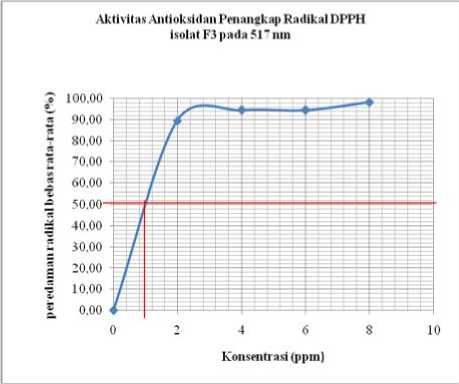 Aktivitas Antioksidan Penangkap Radikal DPPH
isolat F3 pada 517 nm
peredaman radikal bebas rata-rata (%)
100,00
90,00
80,00
70,00
60,00
50,00
40,00
30,00
20,00
10,00
0,00
0 2 4 6 8 10
Konsentrasi (ppm)